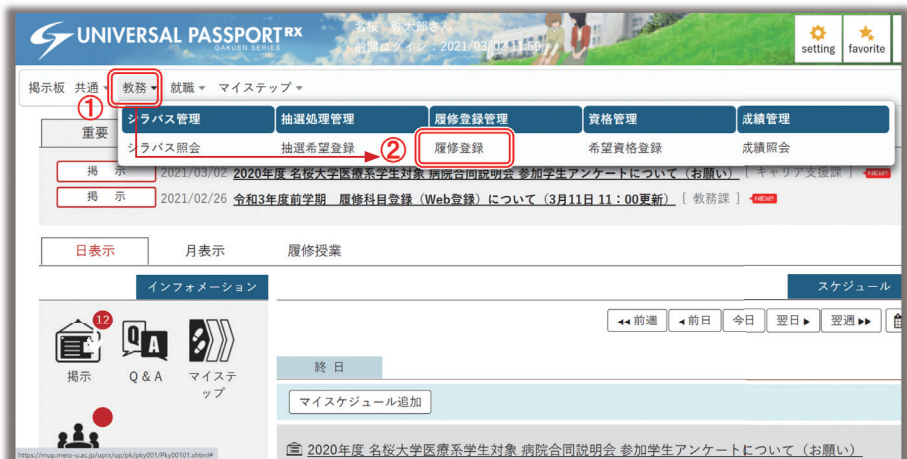 UNIVERSAL PASSPORT RX
GAKUEN SERIES
名桜 弥太郎さん
前回ログイン：2021/03/02 11:50
setting
favorite
掲示板 共通 教務 就職 マイステップ
①
シラバス管理 抽選処理管理 履修登録管理 資格管理 成績管理
重要
シラバス照会 抽選希望登録 ② 履修登録 希望資格登録 成績照会
掲 示 2021/03/02 2020年度 名桜大学医療系学生対象 病院合同説明会 参加学生アンケートについて（お願い） [ キャリア支援課 ] NEW!!
掲 示 2021/02/26 令和3年度前学期 履修科目登録（Web登録）について（3月11日 11：00更新） [ 教務課 ] NEW!!
日表示 月表示 履修授業
インフォメーション
スケジュール
前週 前日 今日 翌日 翌週
12
掲示
Q & A
マイステ
ップ
終 日
マイスケジュール追加
2020年度 名桜大学医療系学生対象 病院合同説明会 参加学生アンケートについて（お願い）
https://mup.meio-u.ac.jp/uprx/up/pk/pky001/Pky00101.xhtml#